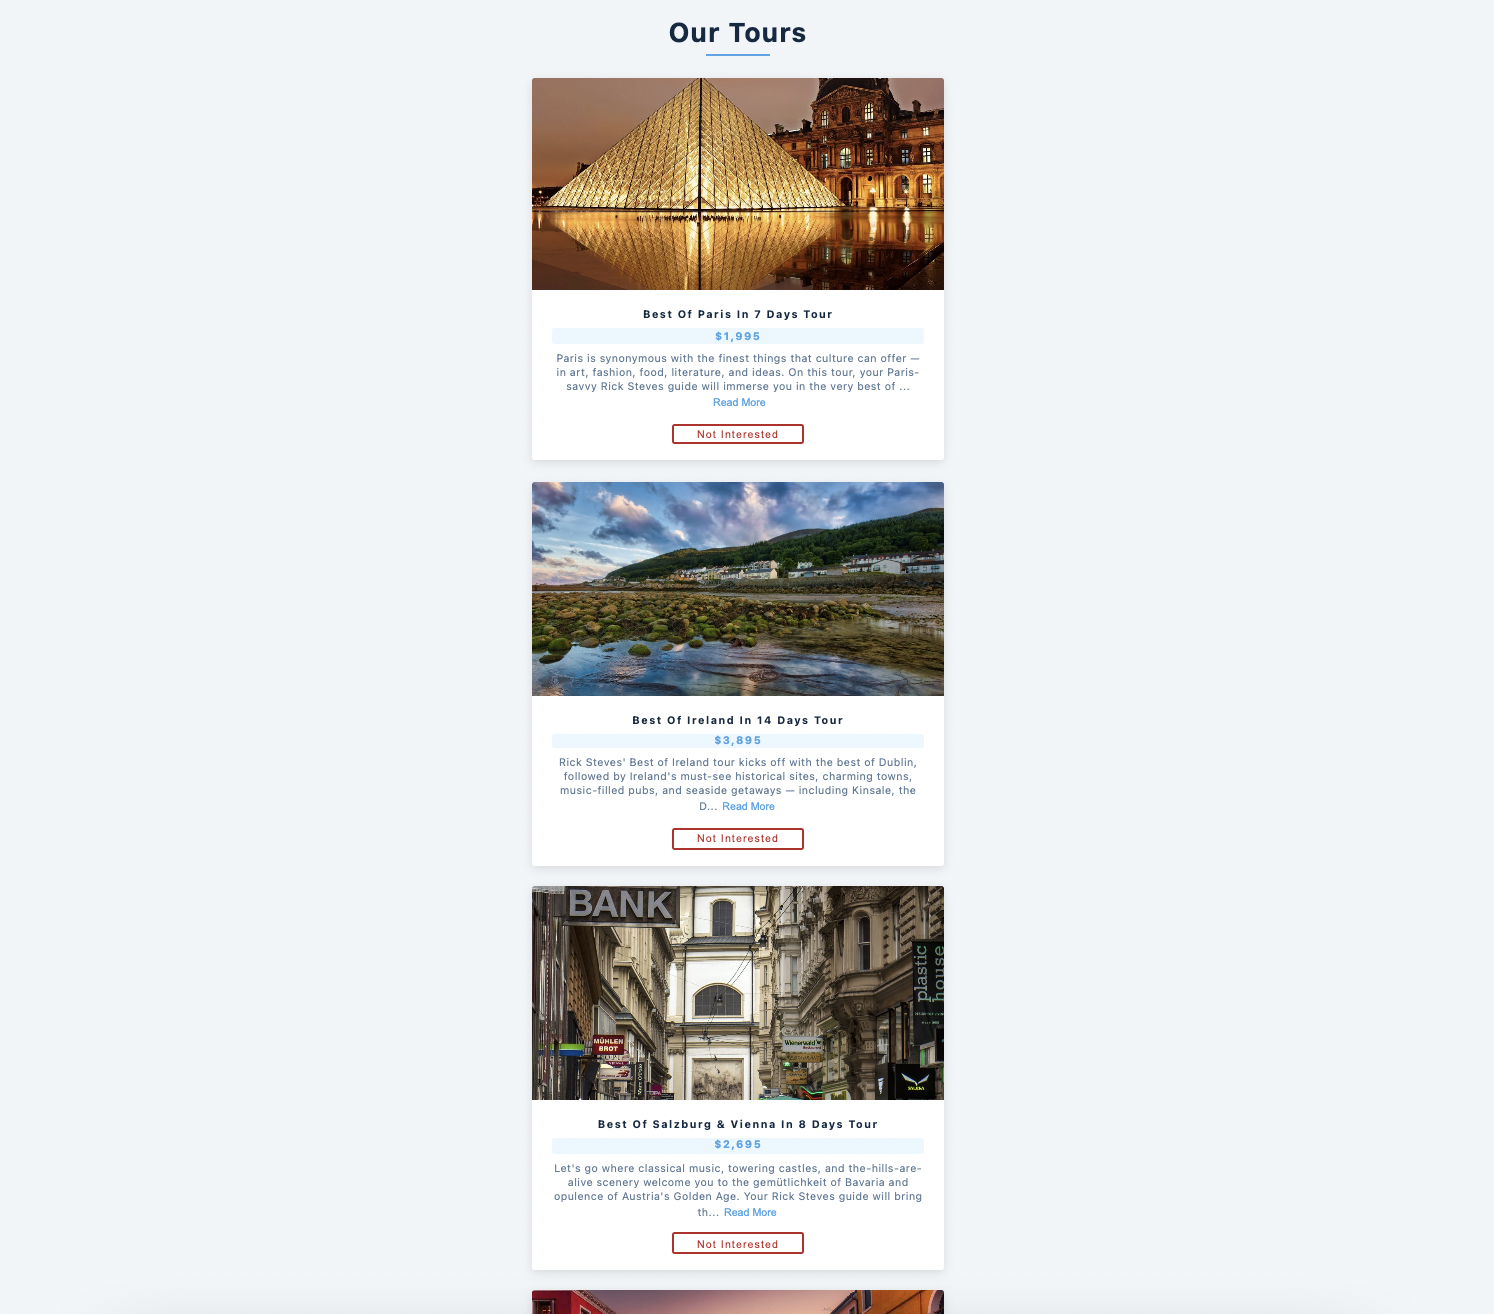 Our Tours
Best Of Paris In 7 Days Tour
$1,995
Paris is synonymous with the finest things that culture can offer —
in art, fashion, food, literature, and ideas. On this tour, your Paris-
savvy Rick Steves guide will immerse you in the very best of ...
Read More
Not Interested
Best Of Ireland In 14 Days Tour
$3,895
Rick Steves' Best of Ireland tour kicks off with the best of Dublin,
followed by Ireland's must-see historical sites, charming towns,
music-filled pubs, and seaside getaways — including Kinsale, the
D... Read More
Not Interested
BANK
plastic
house
MÜHLEN
BROT
Wienerwald
Best Of Salzburg & Vienna In 8 Days Tour
$2,695
Let's go where classical music, towering castles, and the-hills-are-
alive scenery welcome you to the gemütlichkeit of Bavaria and
opulence of Austria's Golden Age. Your Rick Steves guide will bring
th... Read More
Not Interested